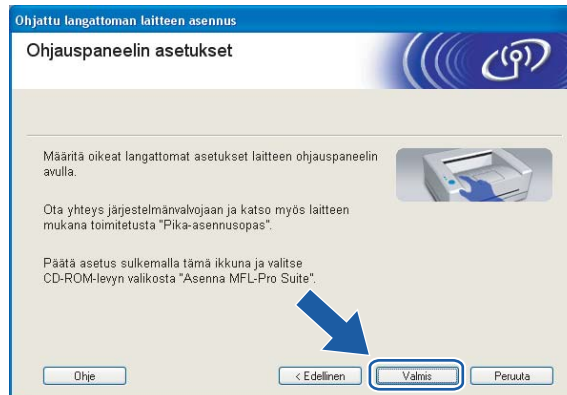 Ohjattu langattoman laitteen asennus
Ohjauspaneelin asetukset
Määritä oikeat langattomat asetukset laitteen ohjauspaneelin
avulla.
Ota yhteys järjestelmänvalvojaan ja katso myös laitteen
mukana toimitetusta "Pika-asennusopas".
Päätä asetus sulkemalla tämä ikkuna ja valitse
CD-ROM-levyn valikosta "Asenna MFL-Pro Suite".
Ohje < Edellinen Valmis Peruuta